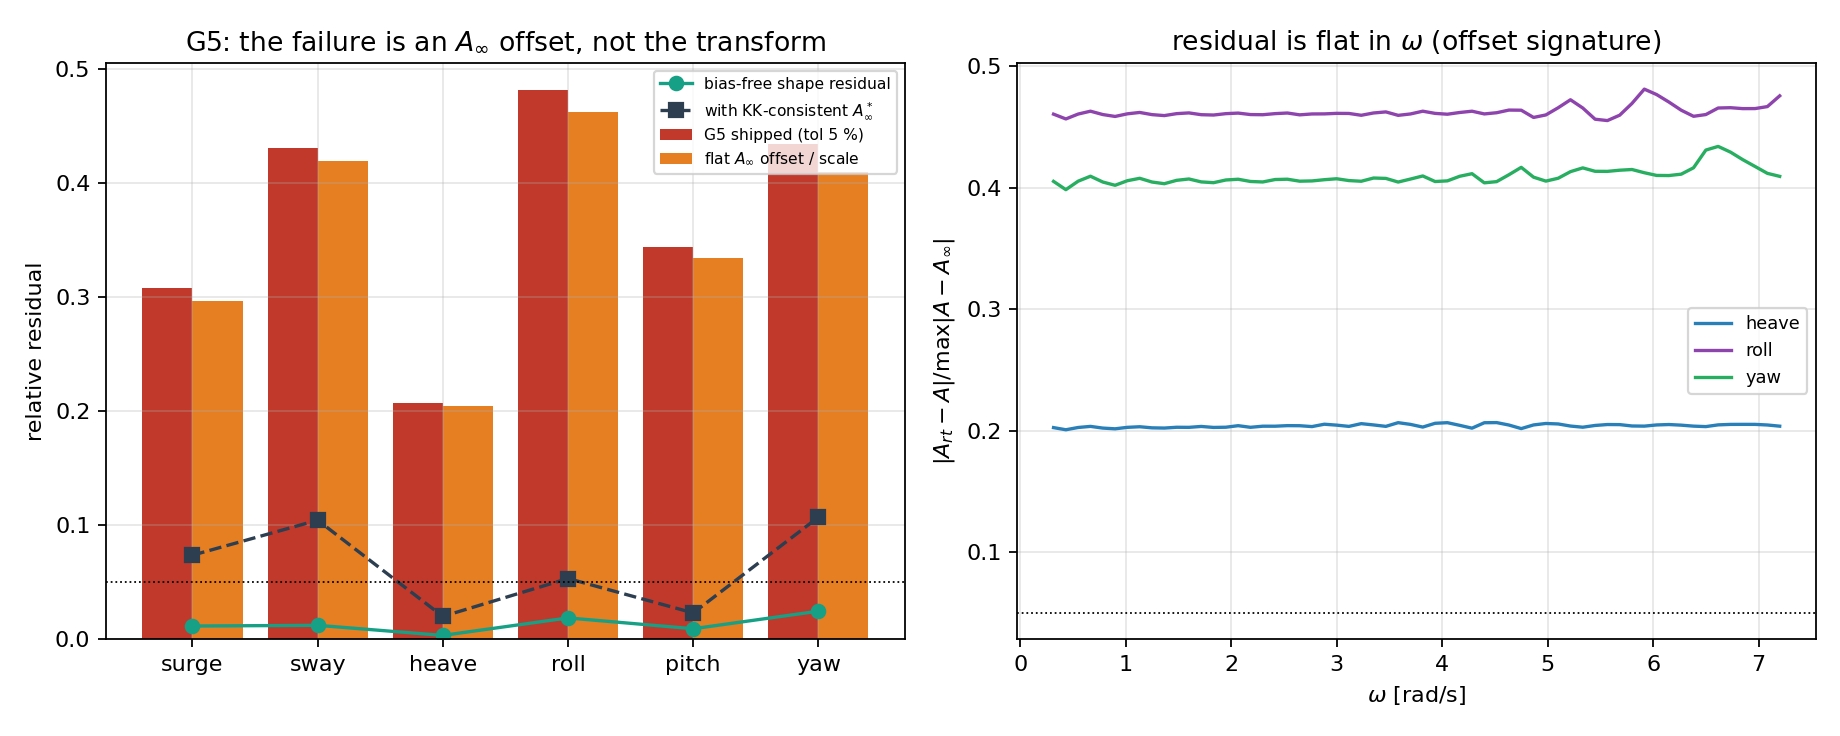 G5: the failure is an A∞ offset, not the transform
relative residual
0.5
0.4
0.3
0.2
0.1
0.0
bias-free shape residual
with KK-consistent A*∞
G5 shipped (tol 5 %)
flat A∞ offset / scale
surge sway heave roll pitch yaw
residual is flat in ω (offset signature)
|Art − A|/max|A − A∞|
0.5
0.4
0.3
0.2
0.1
heave
roll
yaw
0 1 2 3 4 5 6 7
ω [rad/s]